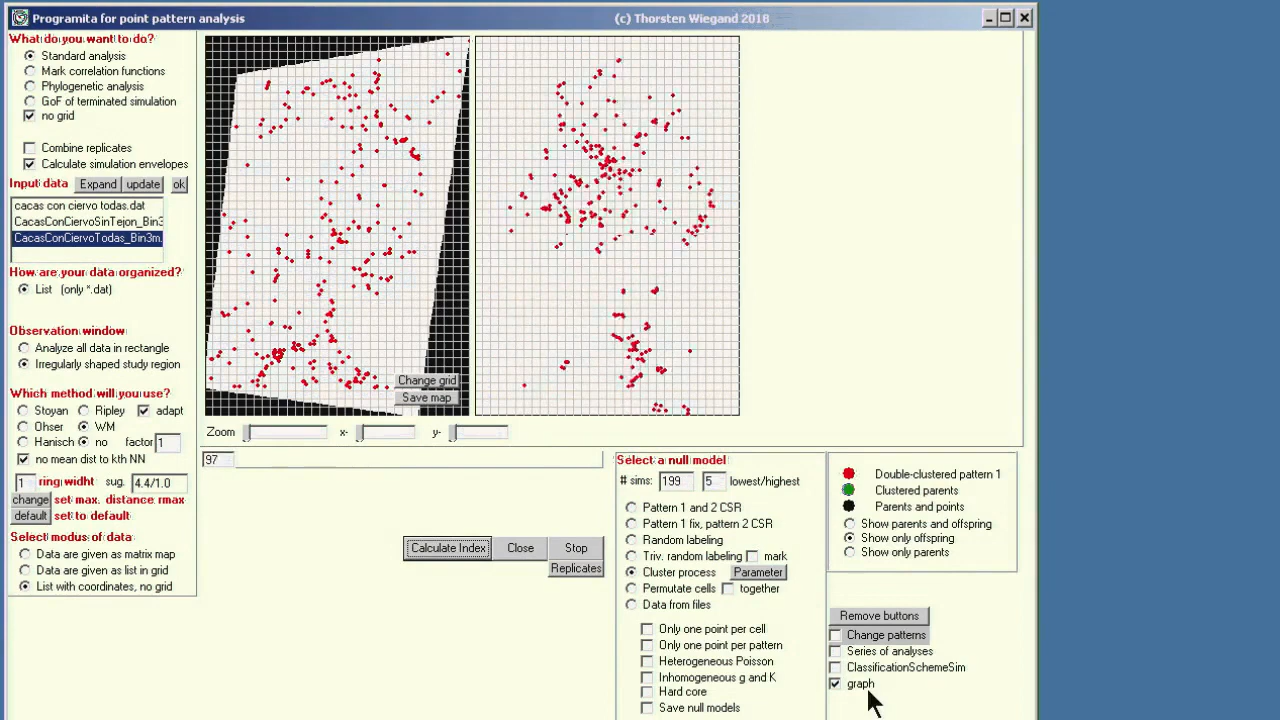 Programita for point pattern analysis
(c) Thorsten Wiegand 2018
What do you want to do?
Standard analysis
Mark correlation functions
Phylogenetic analysis
GoF of terminated simulation
no grid
Combine replicates
Calculate simulation envelopes
Input data Expand update ok
cacas con ciervo todas.dat
CacasConCiervoSinTejon_Bin3
CacasConCiervoTodas_Bin3m.
How are your data organized?
List (only *.dat)
Observation window
Analyze all data in rectangle
Irregularly shaped study region
Which method will you use?
Stoyan Ripley adapt
Ohser WM
Hanisch no factor 1
no mean dist to kth NN
1 ring widht sug. 4.4/1.0
change set max. distance rmax
default set to default
Select modus of data
Data are given as matrix map
Data are given as list in grid
List with coordinates, no grid
Change grid
Save map
Zoom x- y-
97
Calculate Index Close Stop
Replicates
Select a null model
# sims: 199 5 lowest/highest
Pattern 1 and 2 CSR
Pattern 1 fix, pattern 2 CSR
Random labeling
Triv. random labeling mark
Cluster process Parameter
Permutate cells together
Data from files
Only one point per cell
Only one point per pattern
Heterogeneous Poisson
Inhomogeneous g and K
Hard core
Save null models
Double-clustered pattern 1
Clustered parents
Parents and points
Show parents and offspring
Show only offspring
Show only parents
Remove buttons
Change patterns
Series of analyses
ClassificationSchemeSim
graph